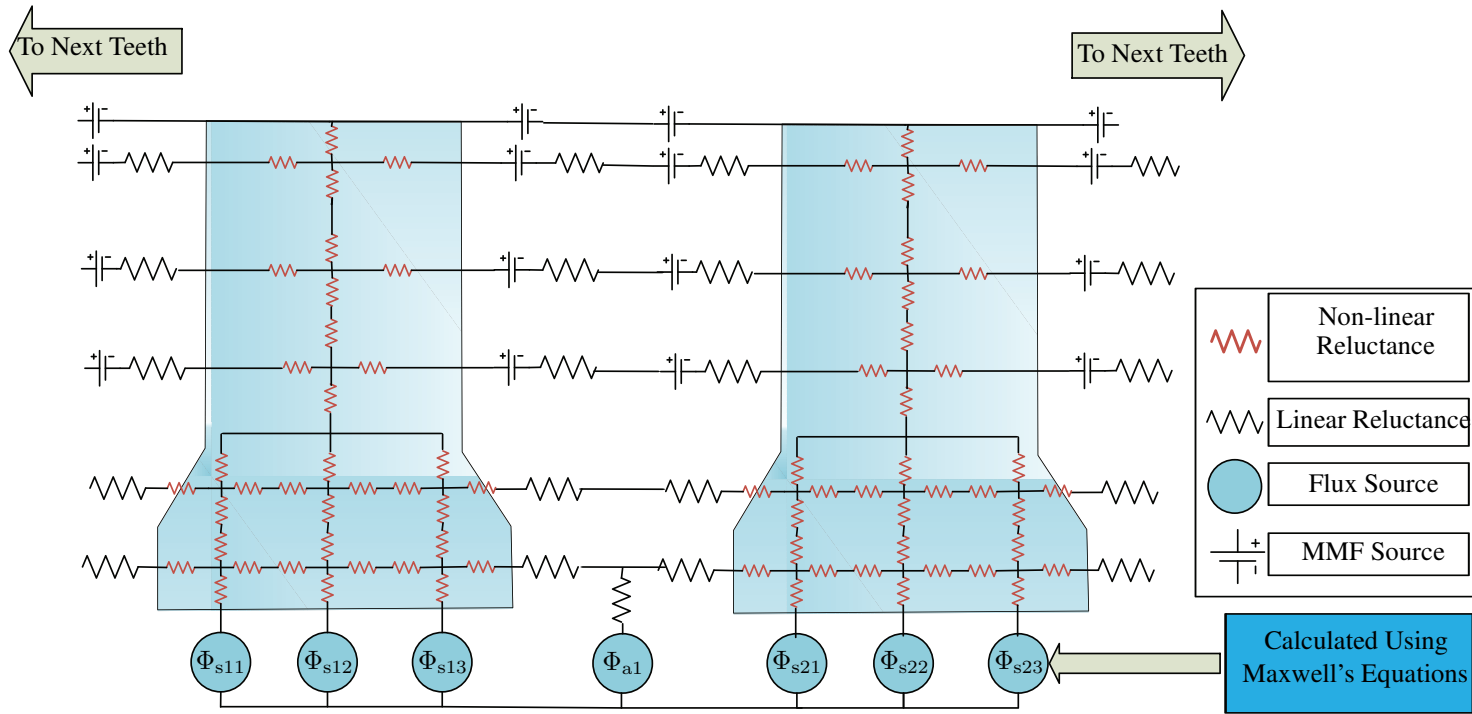 To Next Teeth
To Next Teeth
Non-linear
Reluctance
Linear Reluctance
Flux Source
MMF Source
Φs11
Φs12
Φs13
Φa1
Φs21
Φs22
Φs23
Calculated Using
Maxwell's Equations